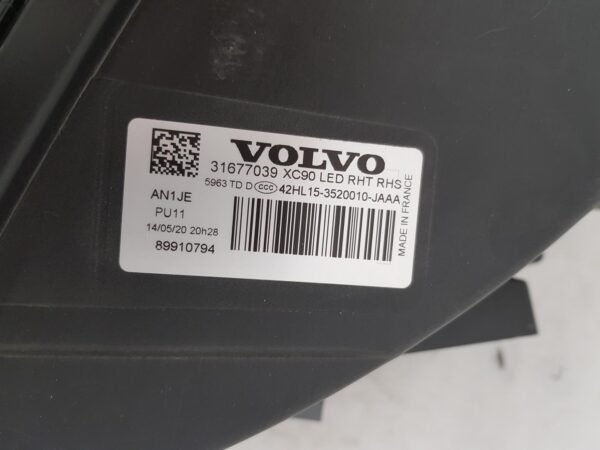 VOLVO
31677039 XC90 LED RHT RHS
5963 TD D CCC 42HL15-3520010-JAAA
AN1JE
PU11
14/05/20 20h28
89910794
MADE IN FRANCE